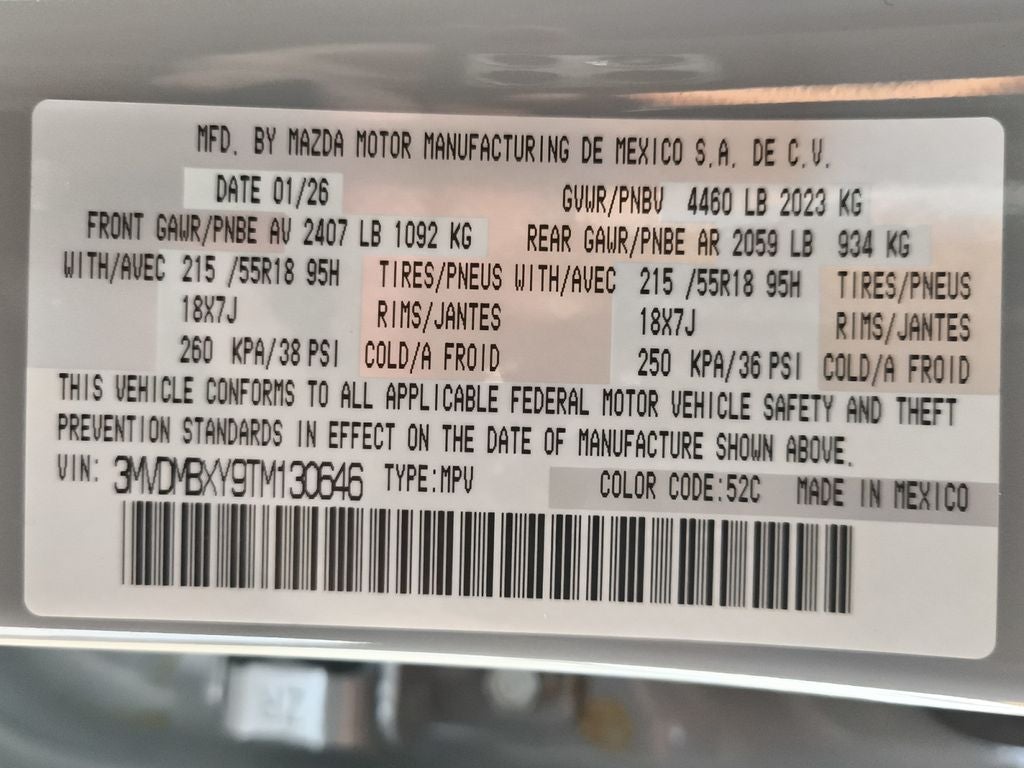 MFD. BY MAZDA MOTOR MANUFACTURING DE MEXICO S.A. DE C.V.
DATE 01/26 GVWR/PNBV 4460 LB 2023 KG
FRONT GAWR/PNBE AV 2407 LB 1092 KG REAR GAWR/PNBE AR 2059 LB 934 KG
WITH/AVEC 215 /55R18 95H TIRES/PNEUS WITH/AVEC 215 /55R18 95H TIRES/PNEUS
18X7J RIMS/JANTES 18X7J RIMS/JANTES
260 KPA/38 PSI COLD/A FROID 250 KPA/36 PSI COLD/A FROID
THIS VEHICLE CONFORMS TO ALL APPLICABLE FEDERAL MOTOR VEHICLE SAFETY AND THEFT
PREVENTION STANDARDS IN EFFECT ON THE DATE OF MANUFACTURE SHOWN ABOVE.
VIN: 3MVDMBXY9TM130646 TYPE:MPV COLOR CODE:52C MADE IN MEXICO